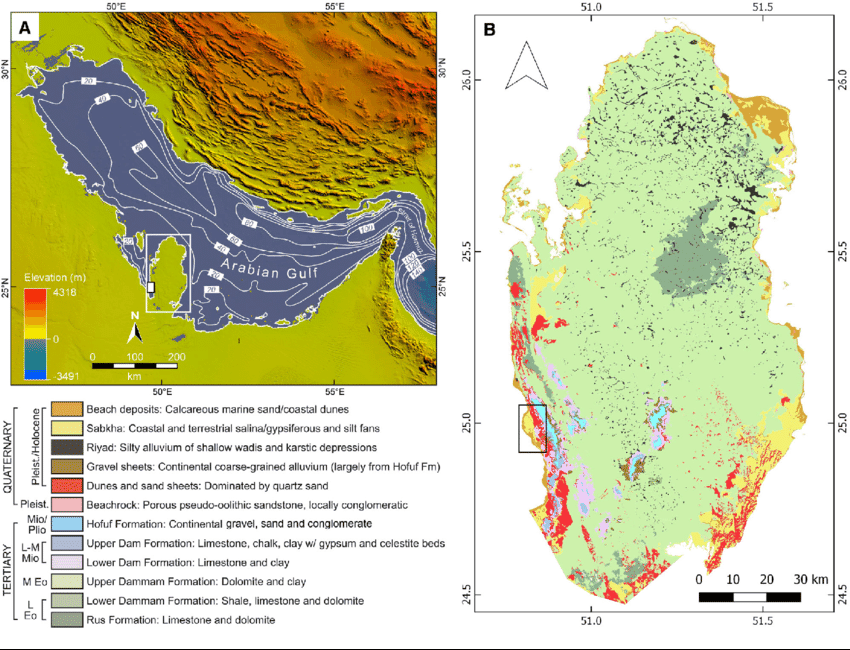 50°E
55°E
A
30°N
30°N
20
40
60
80
60
40
100
Strait of Hormuz
20
Arabian Gulf
20
20
20
100
Elevation (m)
4318
0
-3491
25°N
25°N
N
0 100 200
km
50°E
55°E
B
51.0
51.5
26.0
26.0
25.5
25.5
25.0
25.0
24.5
24.5
0 10 20 30 km
51.0
51.5
QUATERNARY
Pleist./Holocene
Beach deposits: Calcareous marine sand/coastal dunes
Sabkha: Coastal and terrestrial salina/gypsiferous and silt fans
Riyad: Silty alluvium of shallow wadis and karstic depressions
Gravel sheets: Continental coarse-grained alluvium (largely from Hofuf Fm)
Dunes and sand sheets: Dominated by quartz sand
Pleist.
Beachrock: Porous pseudo-oolithic sandstone, locally conglomeratic
TERTIARY
Mio/
Plio
Hofuf Formation: Continental gravel, sand and conglomerate
L-M
Mio
Upper Dam Formation: Limestone, chalk, clay w/ gypsum and celestite beds
Lower Dam Formation: Limestone and clay
M Eo
Upper Dammam Formation: Dolomite and clay
L
Eo
Lower Dammam Formation: Shale, limestone and dolomite
Rus Formation: Limestone and dolomite